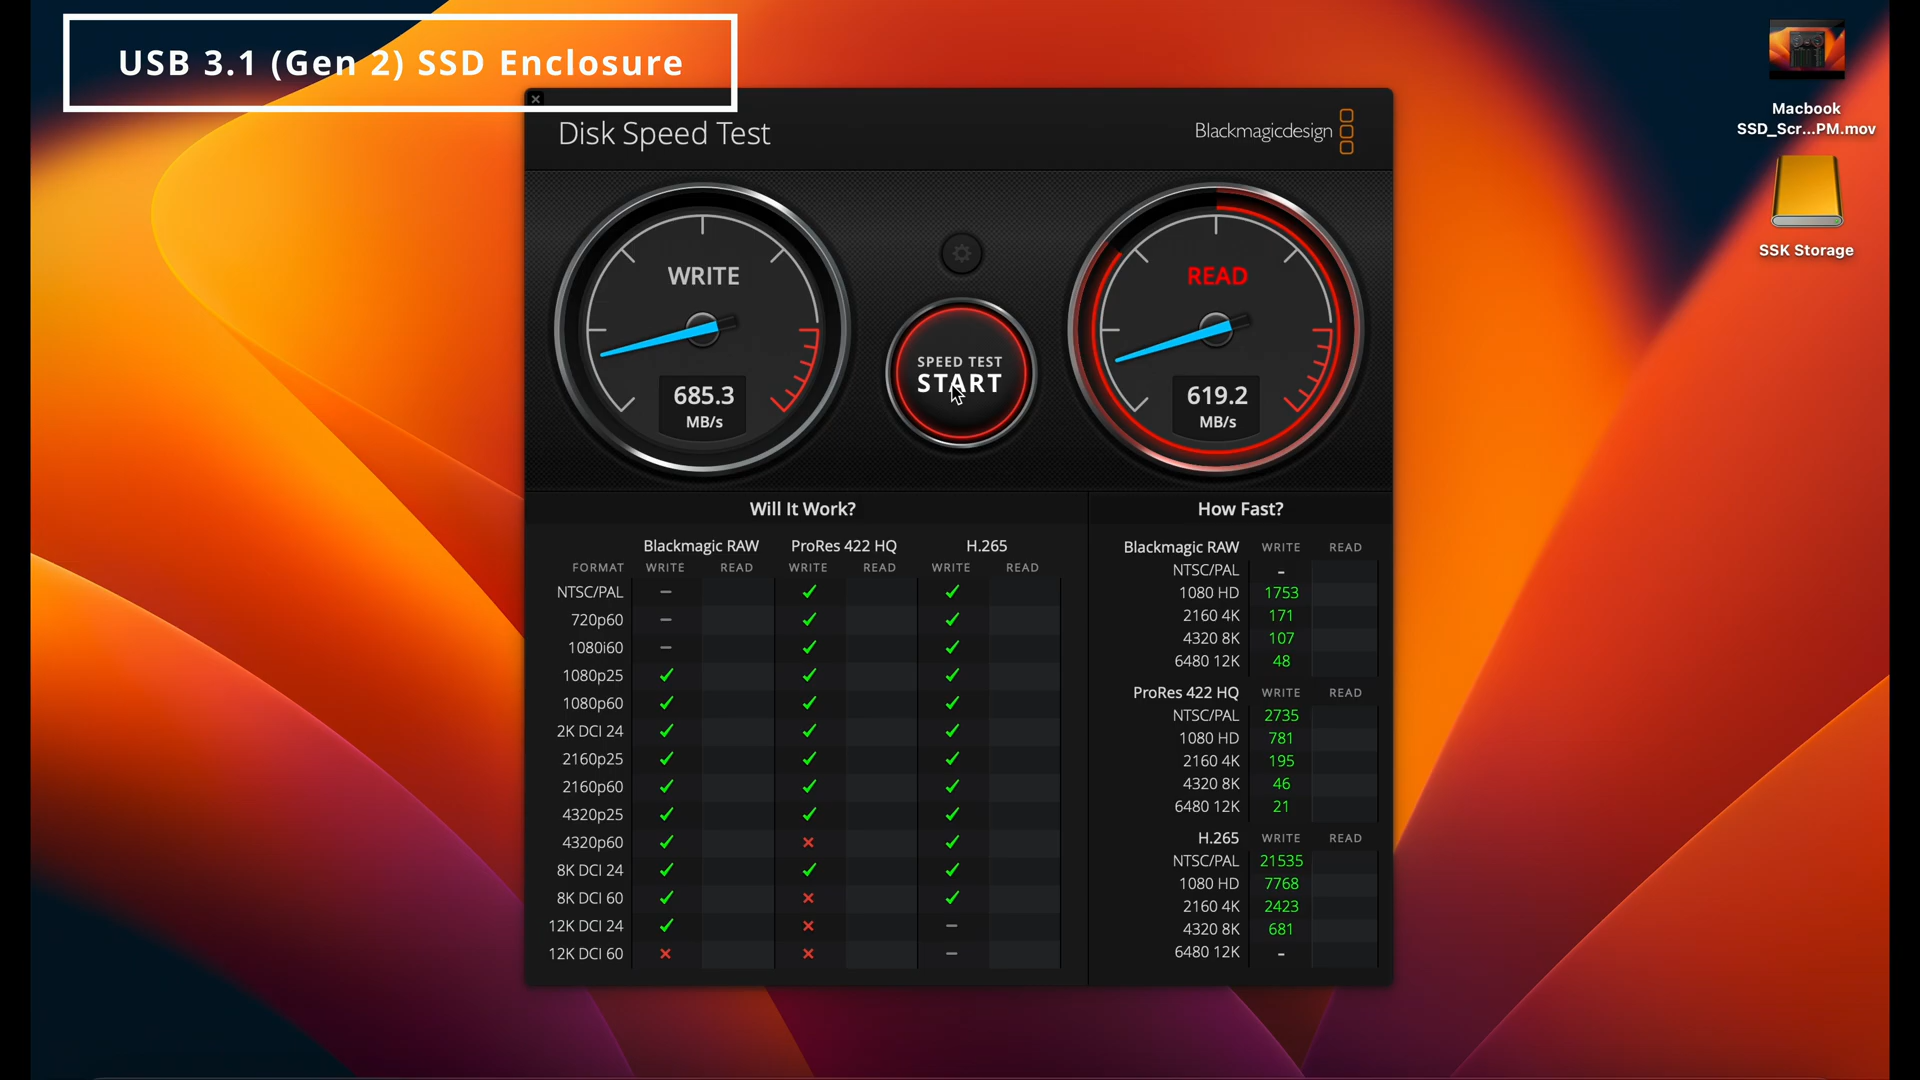 USB 3.1 (Gen 2) SSD Enclosure
Macbook
SSD_Scr...PM.mov
SSK Storage
Disk Speed Test
Blackmagicdesign
WRITE
685.3
MB/s
SPEED TEST
START
READ
619.2
MB/s
Will It Work?
Blackmagic RAW ProRes 422 HQ H.265
FORMAT WRITE READ WRITE READ WRITE READ
NTSC/PAL – ✓ ✓
720p60 – ✓ ✓
1080i60 – ✓ ✓
1080p25 ✓ ✓ ✓
1080p60 ✓ ✓ ✓
2K DCI 24 ✓ ✓ ✓
2160p25 ✓ ✓ ✓
2160p60 ✓ ✓ ✓
4320p25 ✓ ✓ ✓
4320p60 ✓ ✗ ✓
8K DCI 24 ✓ ✓ ✓
8K DCI 60 ✓ ✗ ✓
12K DCI 24 ✓ ✗ –
12K DCI 60 ✗ ✗ –
How Fast?
Blackmagic RAW WRITE READ
NTSC/PAL –
1080 HD 1753
2160 4K 171
4320 8K 107
6480 12K 48
ProRes 422 HQ WRITE READ
NTSC/PAL 2735
1080 HD 781
2160 4K 195
4320 8K 46
6480 12K 21
H.265 WRITE READ
NTSC/PAL 21535
1080 HD 7768
2160 4K 2423
4320 8K 681
6480 12K –